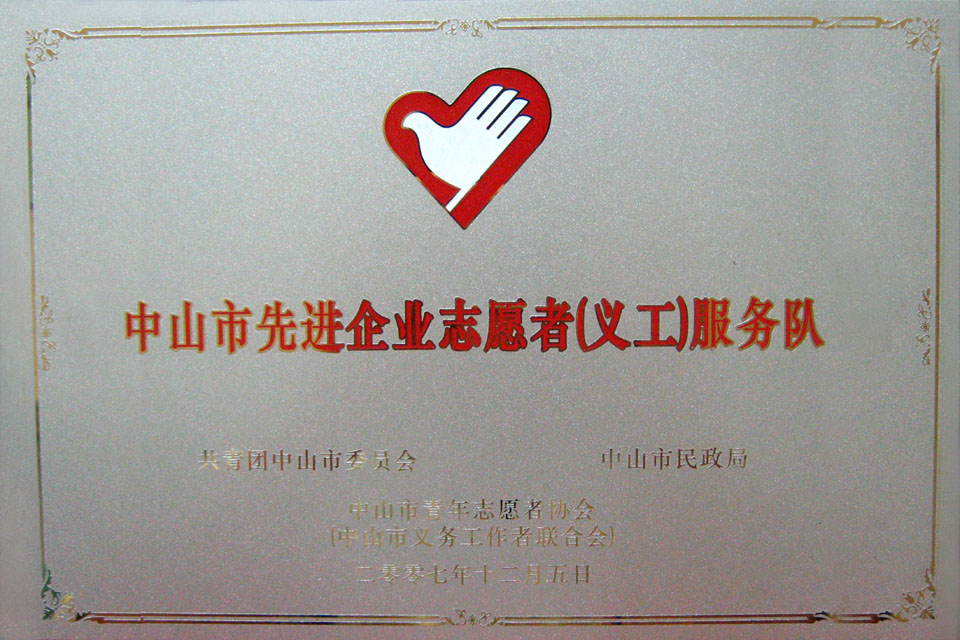 中山市先进企业志愿者(义工)服务队
共青团中山市委员会 中山市民政局
中山市青年志愿者协会
(中山市义务工作者联合会)
二零零七年十二月五日